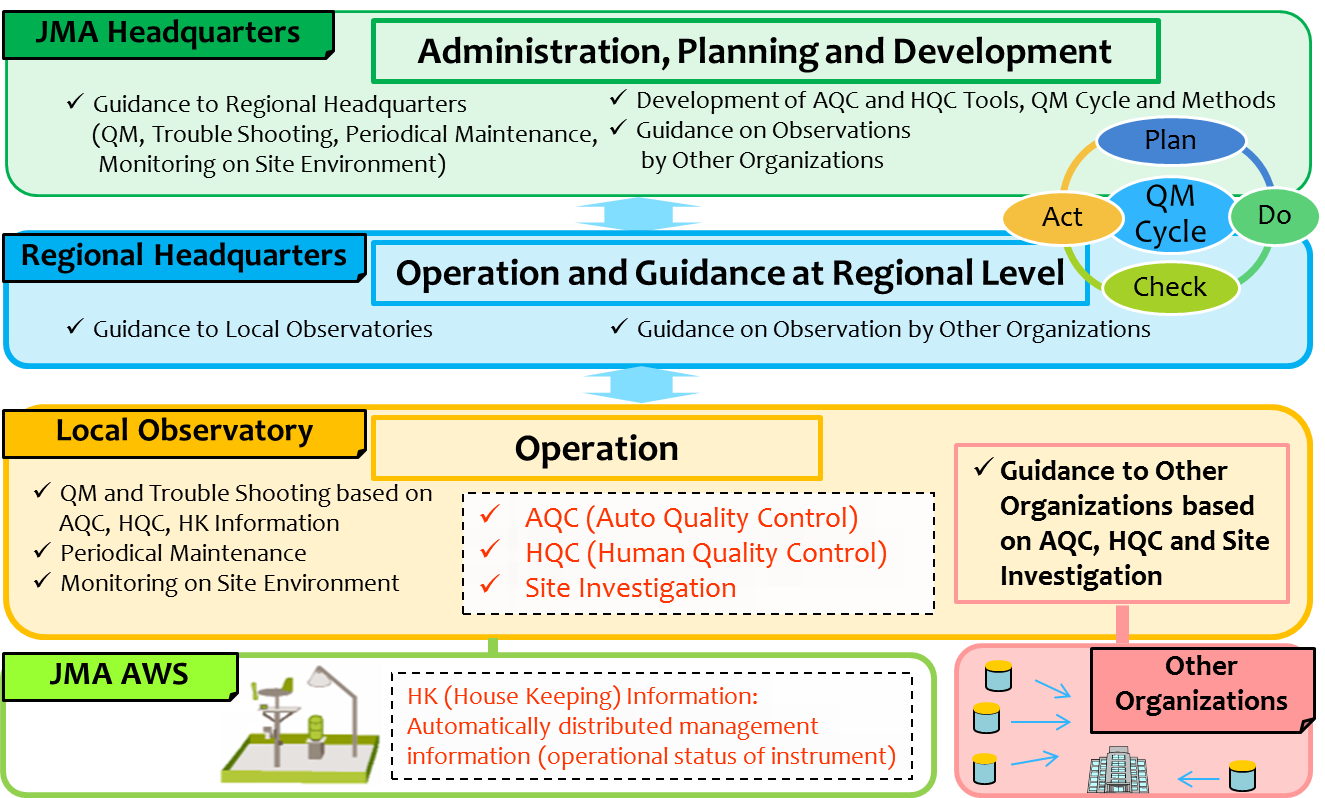 JMA Headquarters
Administration, Planning and Development
✓ Guidance to Regional Headquarters
(QM, Trouble Shooting, Periodical Maintenance,
Monitoring on Site Environment)
✓ Development of AQC and HQC Tools, QM Cycle and Methods
✓ Guidance on Observations
by Other Organizations
Plan
Act
QM
Cycle
Do
Check
Regional Headquarters
Operation and Guidance at Regional Level
✓ Guidance to Local Observatories
✓ Guidance on Observation by Other Organizations
Local Observatory
Operation
✓ QM and Trouble Shooting based on
AQC, HQC, HK Information
✓ Periodical Maintenance
✓ Monitoring on Site Environment
✓ AQC (Auto Quality Control)
✓ HQC (Human Quality Control)
✓ Site Investigation
✓ Guidance to Other
Organizations based
on AQC, HQC and Site
Investigation
JMA AWS
HK (House Keeping) Information:
Automatically distributed management
information (operational status of instrument)
Other
Organizations